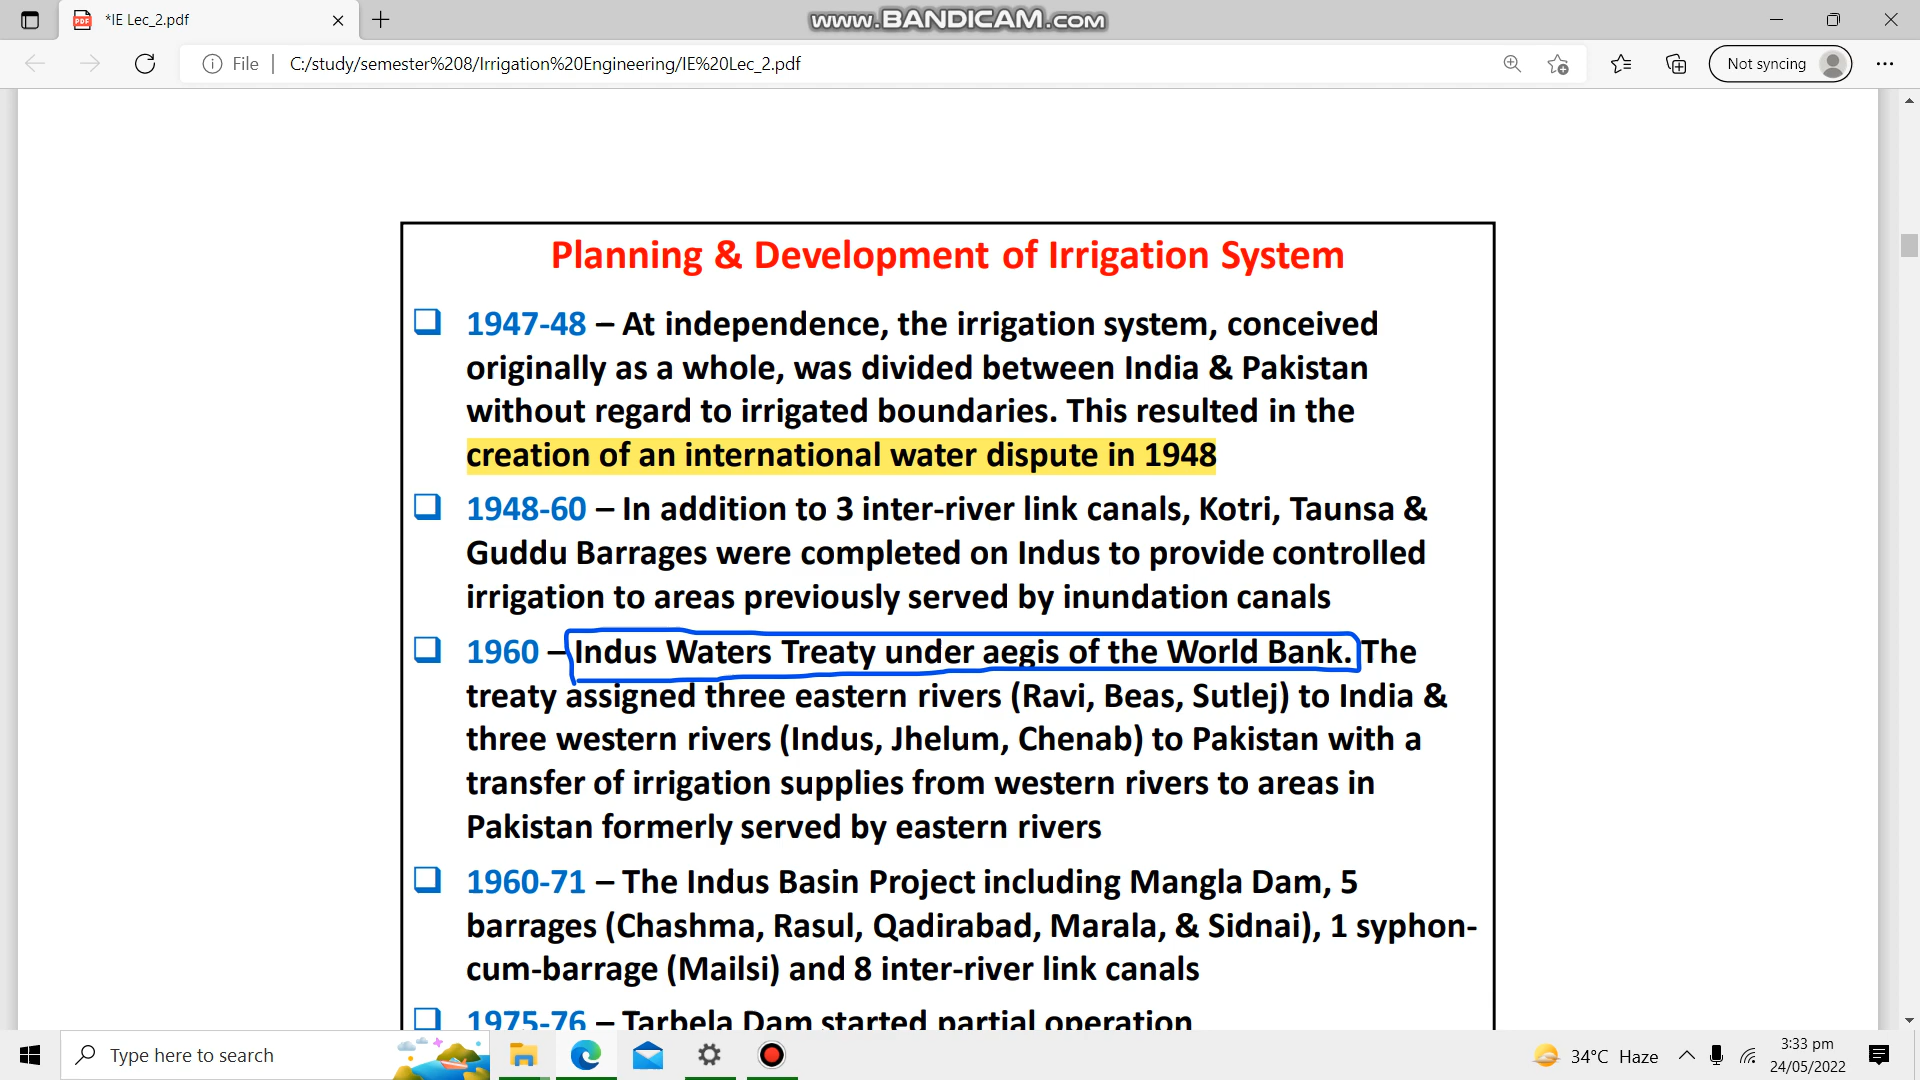 *IE Lec_2.pdf
www.BANDICAM.com
File
C:/study/semester%208/Irrigation%20Engineering/IE%20Lec_2.pdf
Not syncing
Planning & Development of Irrigation System
1947-48 – At independence, the irrigation system, conceived
originally as a whole, was divided between India & Pakistan
without regard to irrigated boundaries. This resulted in the
creation of an international water dispute in 1948
1948-60 – In addition to 3 inter-river link canals, Kotri, Taunsa &
Guddu Barrages were completed on Indus to provide controlled
irrigation to areas previously served by inundation canals
1960 – Indus Waters Treaty under aegis of the World Bank. The
treaty assigned three eastern rivers (Ravi, Beas, Sutlej) to India &
three western rivers (Indus, Jhelum, Chenab) to Pakistan with a
transfer of irrigation supplies from western rivers to areas in
Pakistan formerly served by eastern rivers
1960-71 – The Indus Basin Project including Mangla Dam, 5
barrages (Chashma, Rasul, Qadirabad, Marala, & Sidnai), 1 syphon-
cum-barrage (Mailsi) and 8 inter-river link canals
1975-76 – Tarbela Dam started partial operation
Type here to search
34°C Haze
3:33 pm
24/05/2022